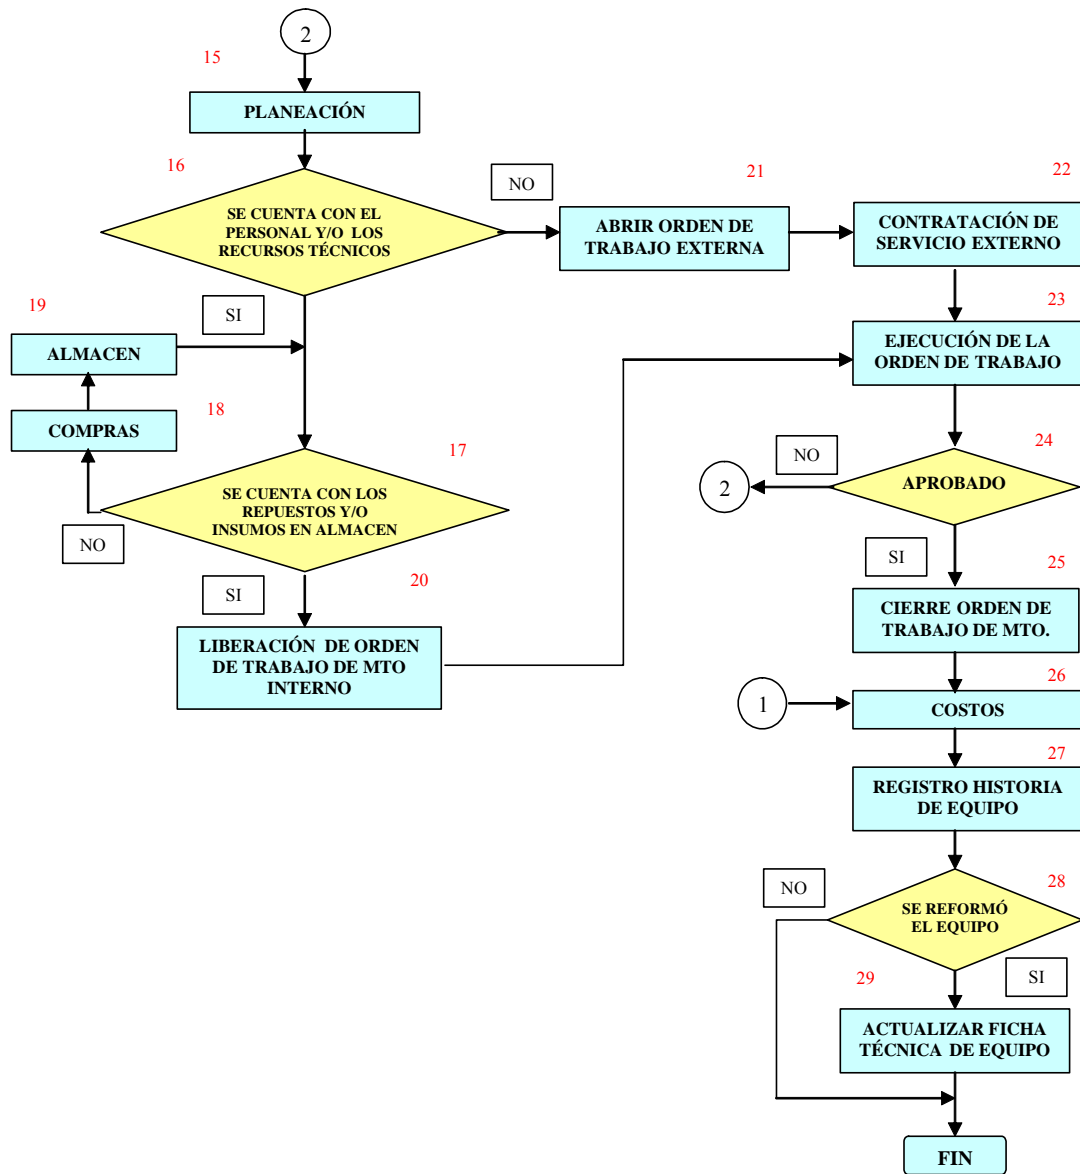 2
15
PLANEACIÓN
16
SE CUENTA CON EL
PERSONAL Y/O LOS
RECURSOS TÉCNICOS
NO
21
ABRIR ORDEN DE
TRABAJO EXTERNA
22
CONTRATACIÓN DE
SERVICIO EXTERNO
SI
19
ALMACEN
18
COMPRAS
17
SE CUENTA CON LOS
REPUESTOS Y/O
INSUMOS EN ALMACEN
NO
SI
20
LIBERACIÓN DE ORDEN
DE TRABAJO DE MTO
INTERNO
23
EJECUCIÓN DE LA
ORDEN DE TRABAJO
24
NO
2
APROBADO
SI
25
CIERRE ORDEN DE
TRABAJO DE MTO.
26
1
COSTOS
27
REGISTRO HISTORIA
DE EQUIPO
28
NO
SE REFORMÓ
EL EQUIPO
SI
29
ACTUALIZAR FICHA
TÉCNICA DE EQUIPO
FIN